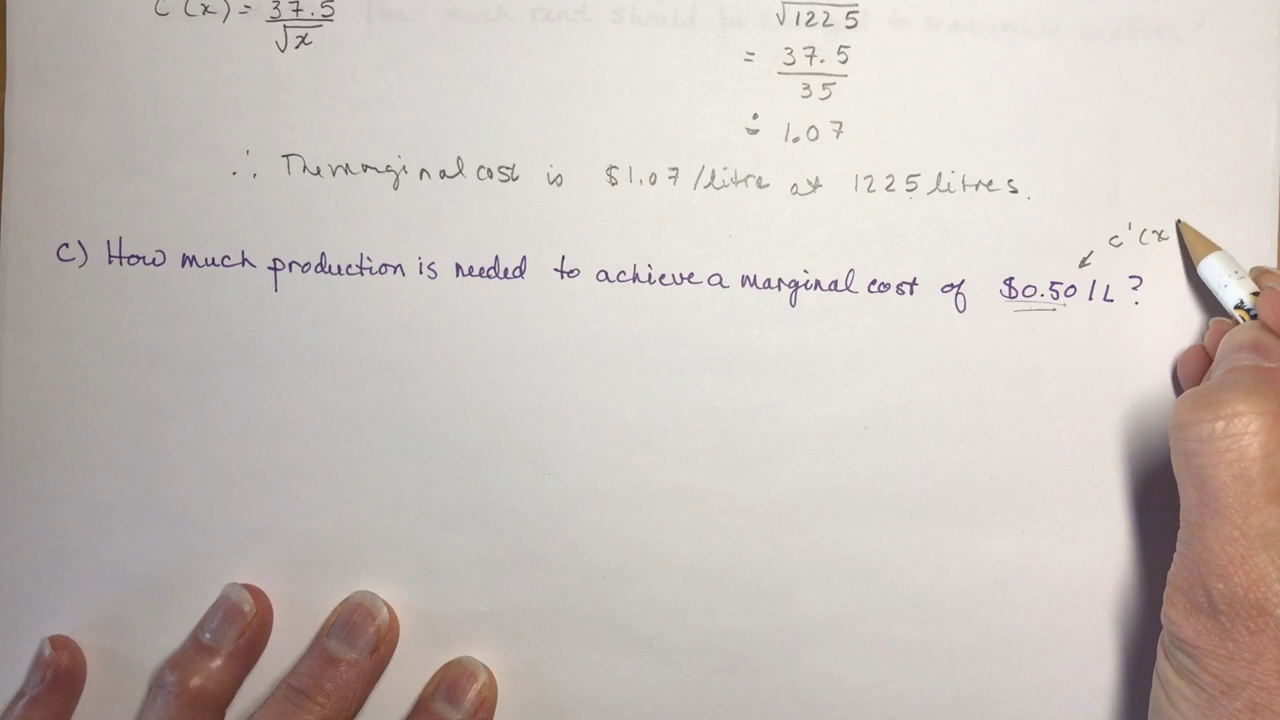 C'(x) = 37.5
√x
√1225
= 37.5
35
≐ 1.07
∴ The marginal cost is $1.07/litre at 1225 litres.
C'(x
c) How much production is needed to achieve a marginal cost of $0.50/L?